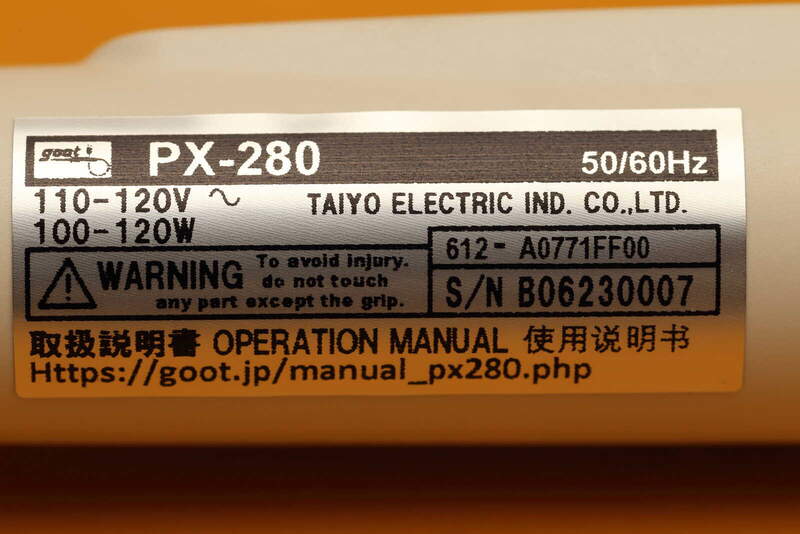 goot PX-280 50/60Hz
110-120V ~ TAIYO ELECTRIC IND. CO.,LTD.
100-120W
WARNING To avoid injury.
do not touch
any part except the grip.
612- A0771FF00
S/N B06230007
取扱説明書 OPERATION MANUAL 使用说明书
Https://goot.jp/manual_px280.php